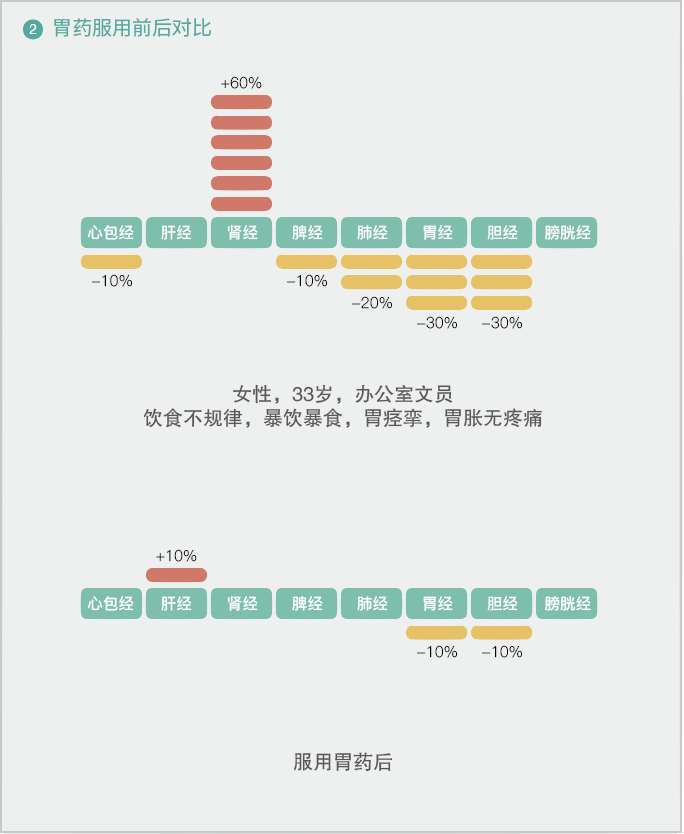 2 胃药服用前后对比
+60%
心包经 肝经 肾经 脾经 肺经 胃经 胆经 膀胱经
–10% –10% –20% –30% –30%
女性，33岁，办公室文员
饮食不规律，暴饮暴食，胃痉挛，胃胀无疼痛
+10%
心包经 肝经 肾经 脾经 肺经 胃经 胆经 膀胱经
–10% –10%
服用胃药后